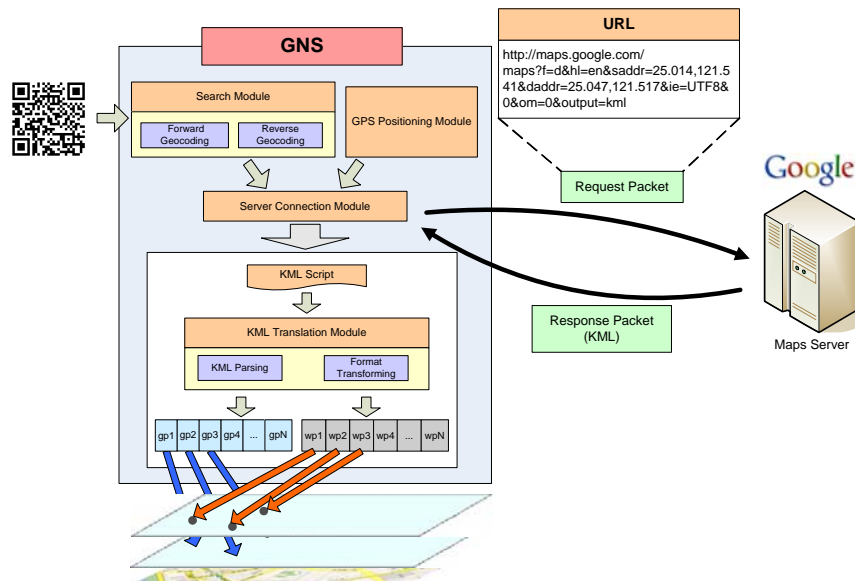 GNS
URL
http://maps.google.com/
maps?f=d&hl=en&saddr=25.014,121.5
41&daddr=25.047,121.517&ie=UTF8&
0&om=0&output=kml
Search Module
Forward
Geocoding
Reverse
Geocoding
GPS Positioning Module
Request Packet
Google
Server Connection Module
KML Script
KML Translation Module
KML Parsing
Format
Transforming
Response Packet
(KML)
Maps Server
gp1 gp2 gp3 gp4 ... gpN
wp1 wp2 wp3 wp4 ... wpN